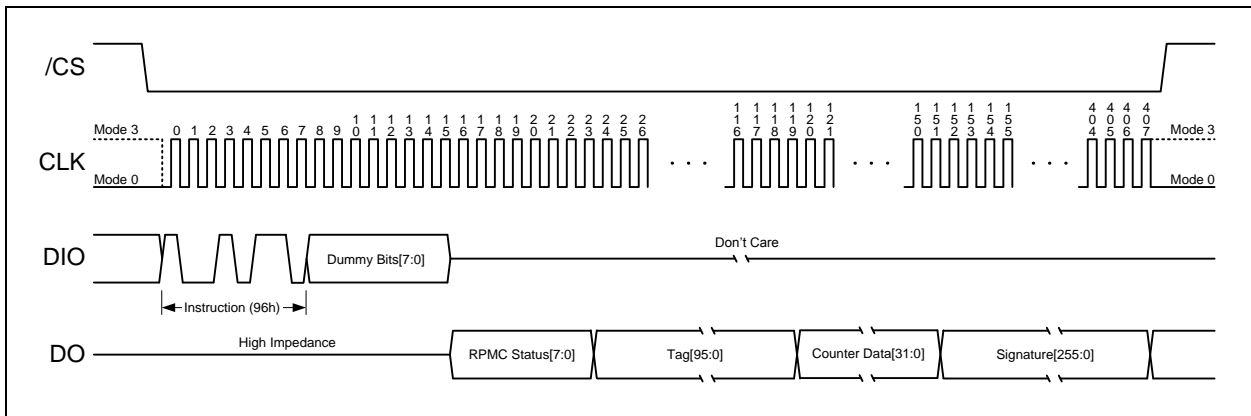 /CS
0 1 2 3 4 5 6 7 8 9 10 11 12 13 14 15 16 17 18 19 20 21 22 23 24 25 26 116 117 118 119 120 121 150 151 152 153 154 155 404 405 406 407
Mode 3 Mode 3
CLK . . . . . . . . .
Mode 0 Mode 0
DIO Dummy Bits[7:0] Don't Care
Instruction (96h)
DO High Impedance RPMC Status[7:0] Tag[95:0] Counter Data[31:0] Signature[255:0]